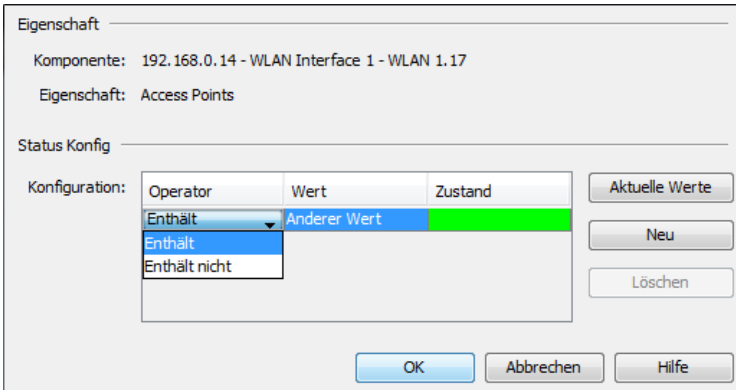 Eigenschaft
Komponente: 192.168.0.14 - WLAN Interface 1 - WLAN 1.17
Eigenschaft: Access Points
Status Konfig
Konfiguration:
Operator Wert Zustand
Enthält Anderer Wert
Enthält
Enthält nicht
Aktuelle Werte
Neu
Löschen
OK Abbrechen Hilfe